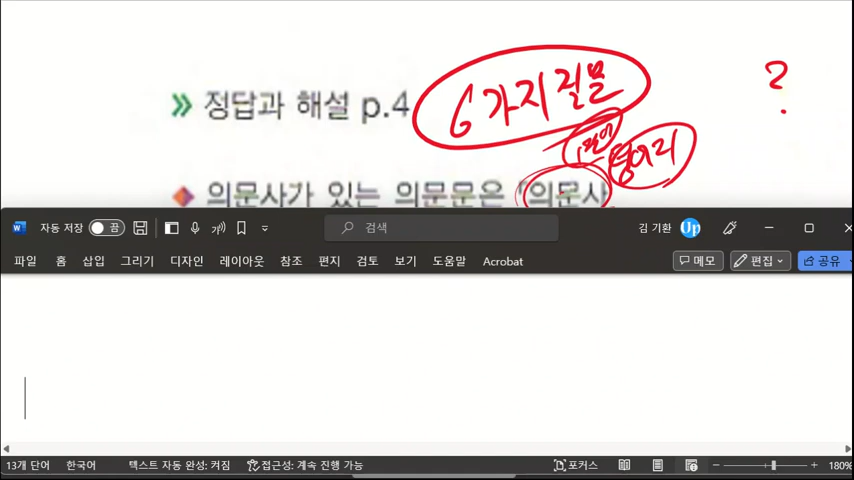 6가지 질문
?
» 정답과 해설 p.4
덩어리
의문사가 있는 의문문은 「의문사
자동 저장 끔
검색
김 기환
파일 홈 삽입 그리기 디자인 레이아웃 참조 편지 검토 보기 도움말 Acrobat 메모 편집 공유
13개 단어 한국어 텍스트 자동 완성: 켜짐 접근성: 계속 진행 가능 포커스 180%